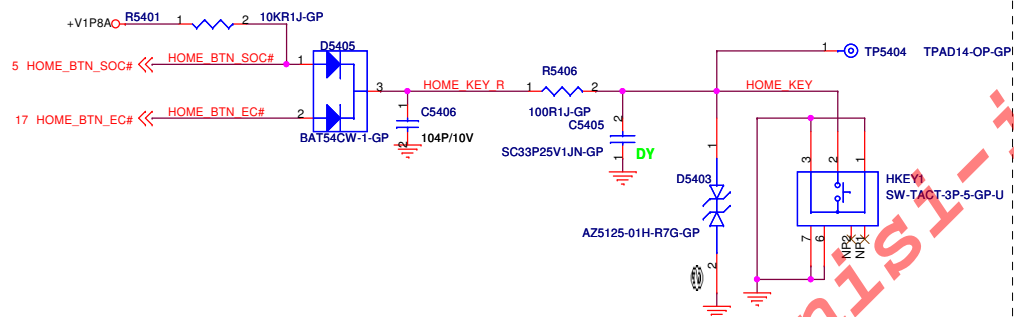 +V1P8A R5401 1 2 10KR1J-GP
5 HOME_BTN_SOC# HOME_BTN_SOC# 1 D5405
17 HOME_BTN_EC# HOME_BTN_EC# 2 3
BAT54CW-1-GP
HOME_KEY_R
1 C5406
2 104P/10V
R5406
1 2
100R1J-GP
C5405
2
SC33P25V1JN-GP
1 DY
1 TP5404 TPAD14-OP-GP
HOME_KEY
1
D5403
AZ5125-01H-R7G-GP
2
3 2 1
HKEY1
SW-TACT-3P-5-GP-U
7 6 NP2 NP1
nisi-